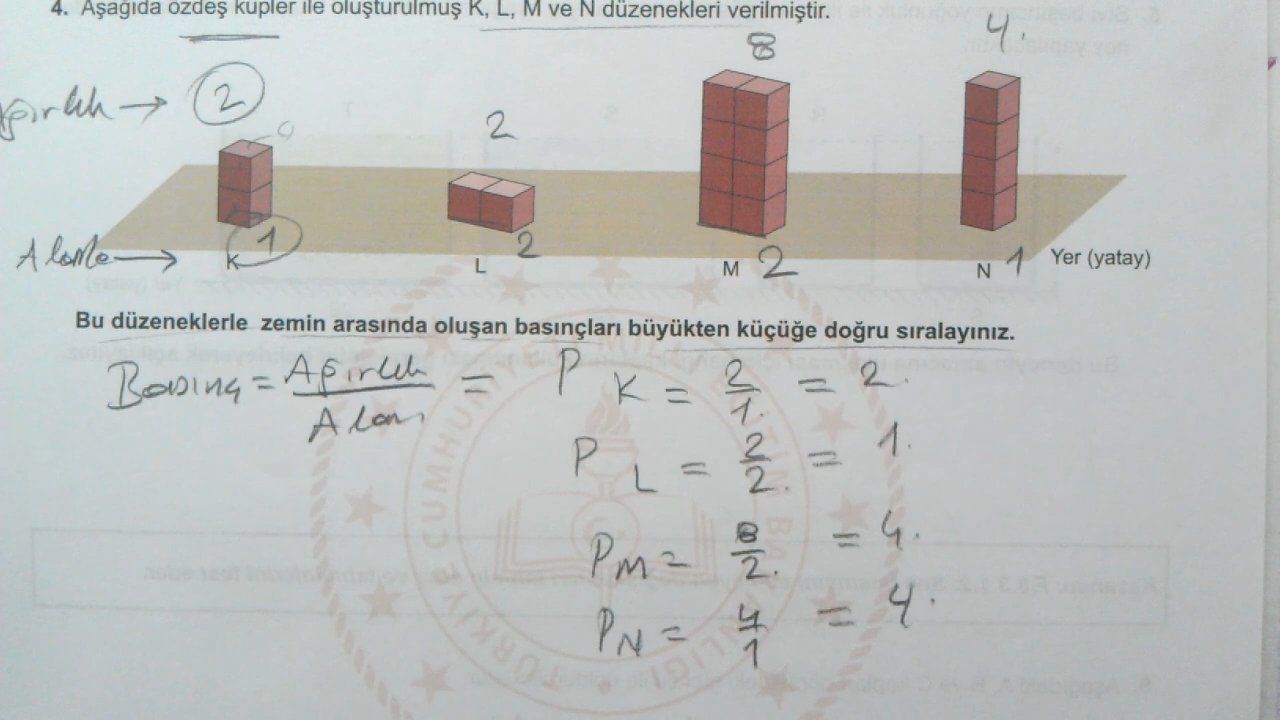 4. Aşağıda özdeş küpler ile oluşturulmuş K, L, M ve N düzenekleri verilmiştir.
8 4.
Ağırlık → 2
2
Alanla → 1 2 2 1
K L M N Yer (yatay)
Bu düzeneklerle zemin arasında oluşan basınçları büyükten küçüğe doğru sıralayınız.
Basınç = Ağırlık / Alan = P K = 2/1. = 2.
P L = 2/2. = 1.
P M = 8/2. = 4.
P N = 4/1 = 4.